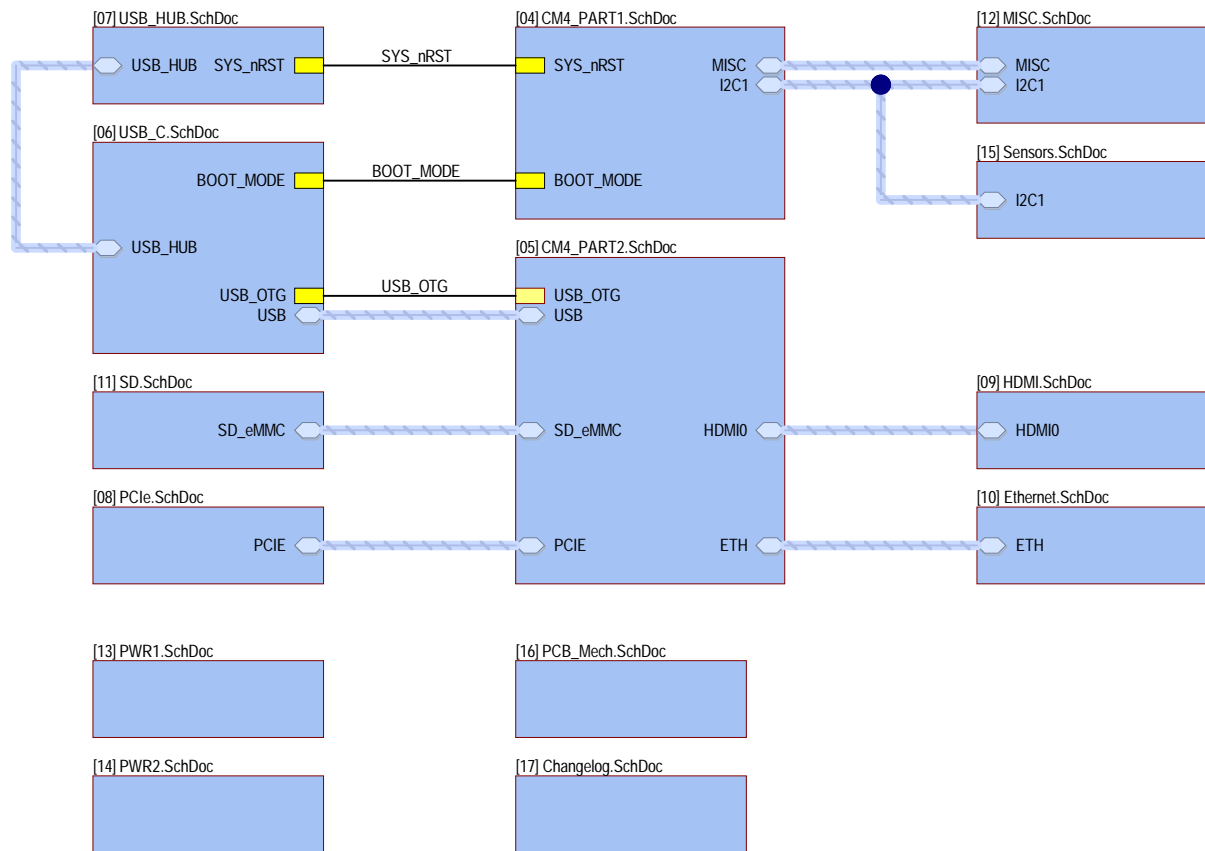 [07] USB_HUB.SchDoc
[04] CM4_PART1.SchDoc
[12] MISC.SchDoc
USB_HUB SYS_nRST
SYS_nRST
SYS_nRST
MISC
MISC
I2C1
I2C1
[06] USB_C.SchDoc
[15] Sensors.SchDoc
BOOT_MODE
BOOT_MODE
BOOT_MODE
I2C1
USB_HUB
[05] CM4_PART2.SchDoc
USB_OTG
USB_OTG
USB_OTG
USB
USB
[11] SD.SchDoc
[09] HDMI.SchDoc
SD_eMMC
SD_eMMC
HDMI0
HDMI0
[08] PCIe.SchDoc
[10] Ethernet.SchDoc
PCIE
PCIE
ETH
ETH
[13] PWR1.SchDoc
[16] PCB_Mech.SchDoc
[14] PWR2.SchDoc
[17] Changelog.SchDoc